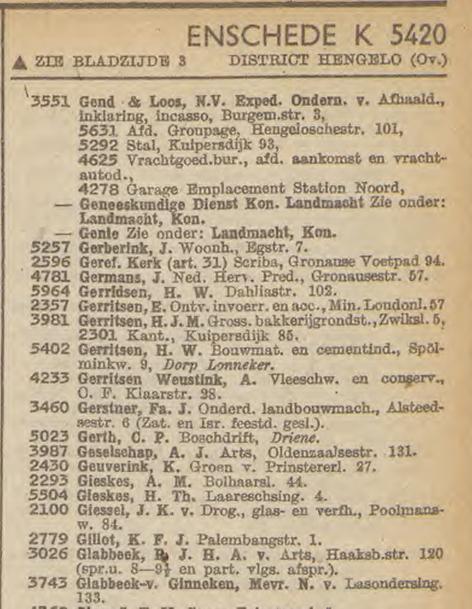 ENSCHEDE K 5420
▲ ZIE BLADZIJDE 3 DISTRICT HENGELO (Ov.)
3551 Gend & Loos, N.V. Exped. Ondern. v. Afhaald.,
inklaring, incasso, Burgem.str. 3,
5631 Afd. Groupage, Hengeloschestr. 101,
5292 Stal, Kuipersdijk 93,
4625 Vrachtgoed.bur., afd. aankomst en vracht-
autod.,
4278 Garage Emplacement Station Noord,
— Geneeskundige Dienst Kon. Landmacht Zie onder:
Landmacht, Kon.
— Genie Zie onder: Landmacht, Kon.
5257 Gerberink, J. Woonh., Egstr. 7.
2596 Geref. Kerk (art. 31) Scriba, Gronause Voetpad 94.
4781 Germans, J. Ned. Herv. Pred., Gronausestr. 57.
5964 Gerridsen, H. W. Dahliastr. 102.
2357 Gerritsen, E. Ontv. invoerr. en acc., Min. Loudonl. 57
3981 Gerritsen, H. J. M. Gross. bakkerijgrondst., Zwiksl. 5,
2301 Kant., Kuipersdijk 85.
5402 Gerritsen, H. W. Bouwmat. en cementind., Spöl-
minkw. 9, Dorp Lonneker.
4233 Gerritsen Weustink, A. Vleeschw. en conserv.,
C. F. Klaarstr. 28.
3460 Gerstner, Fa. J. Onderd. landbouwmach., Alsteed-
sestr. 6 (Zat. en Isr. feestd. gesl.).
5023 Gerth, C. P. Boschdrift, Driene.
3987 Geselschap, A. J. Arts, Oldenzaalsestr. 131.
2430 Geuverink, K. Groen v. Prinstererl. 27.
2293 Gieskes, A. M. Bolhaarsl. 44.
5504 Gieskes, H. Th. Laareschsing. 4.
2100 Giessel, J. K. v. Drog., glas- en verfh., Poolmans-
w. 84.
2779 Gillot, K. F. J. Palembangstr. 1.
3026 Glabbeek, R. J. H. A. v. Arts, Haaksb.str. 120
(spr.u. 8—9½ en part. vlgs. afspr.).
3743 Glabbeek-v. Ginneken, Mevr. N. v. Lasondersing.
133.